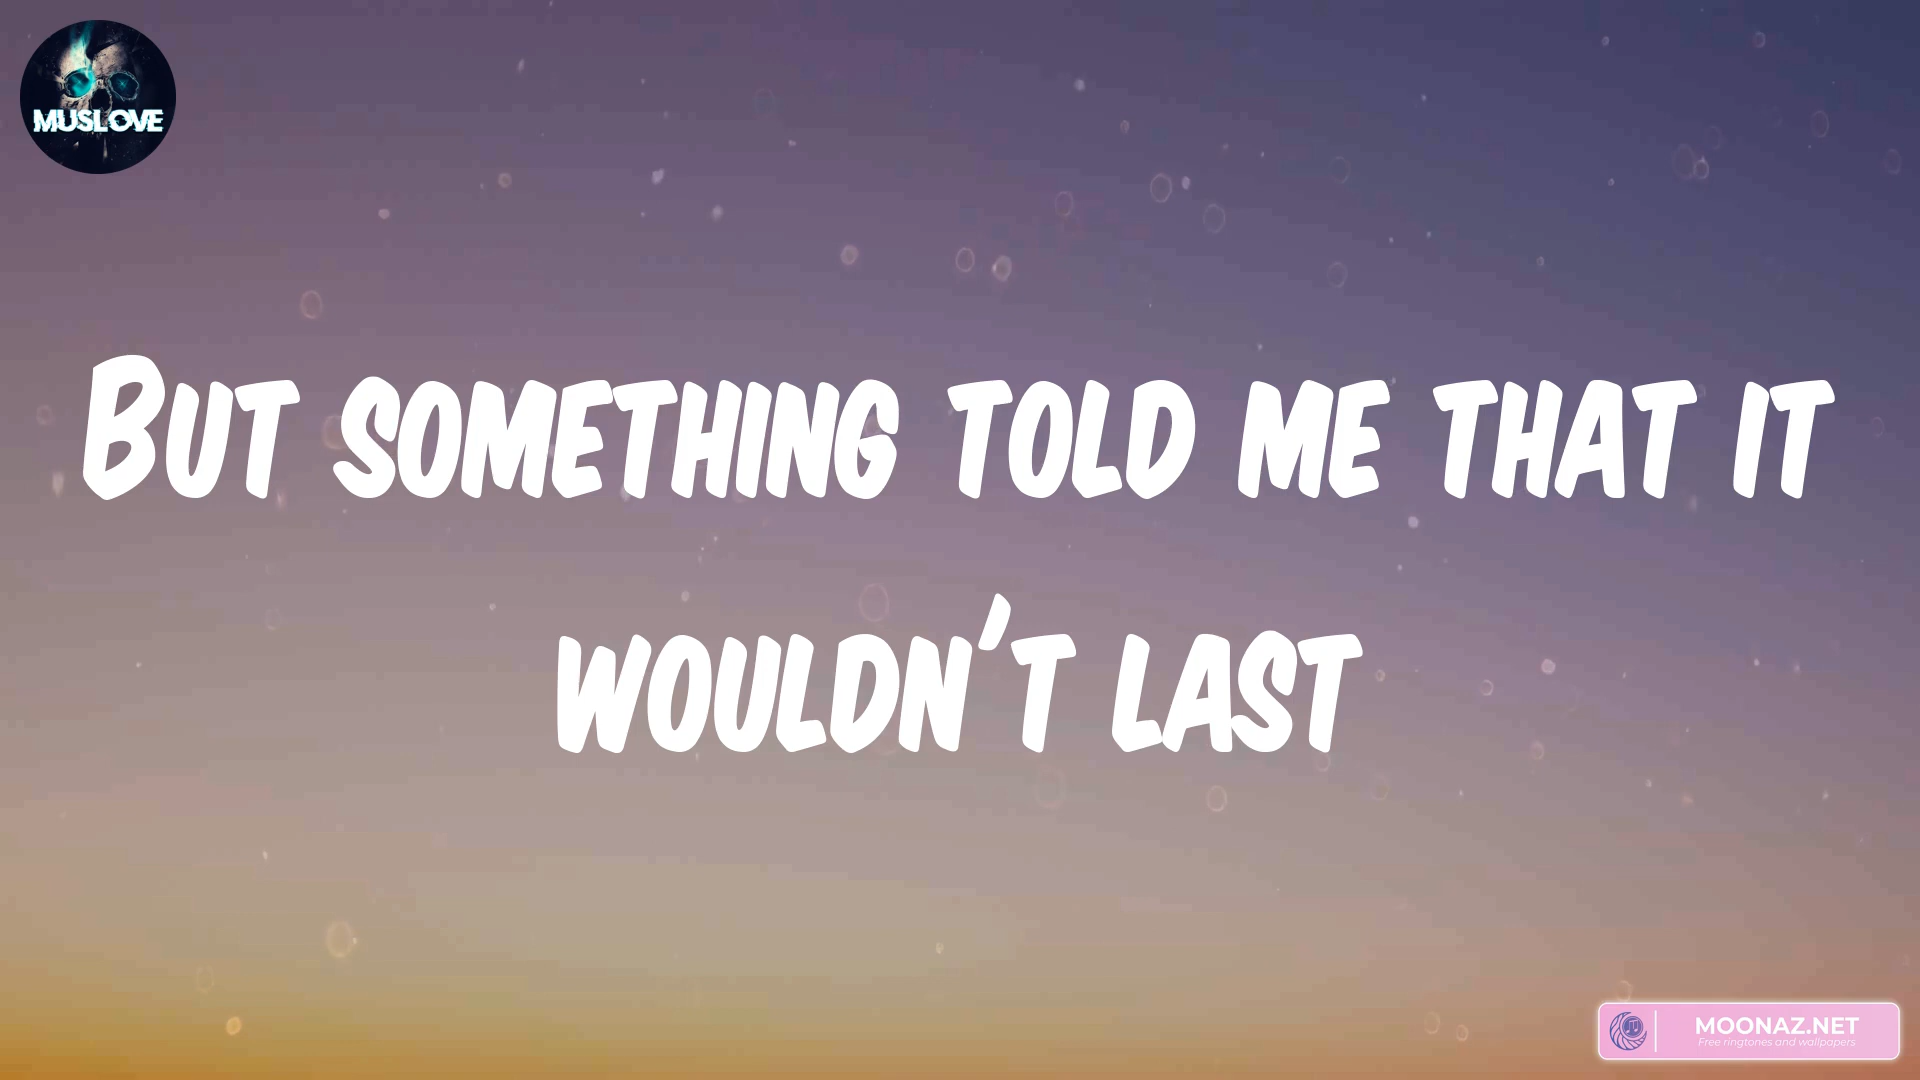 MUSLOVE
But something told me that it
wouldn't last
MOONAZ.NET
Free ringtones and wallpapers